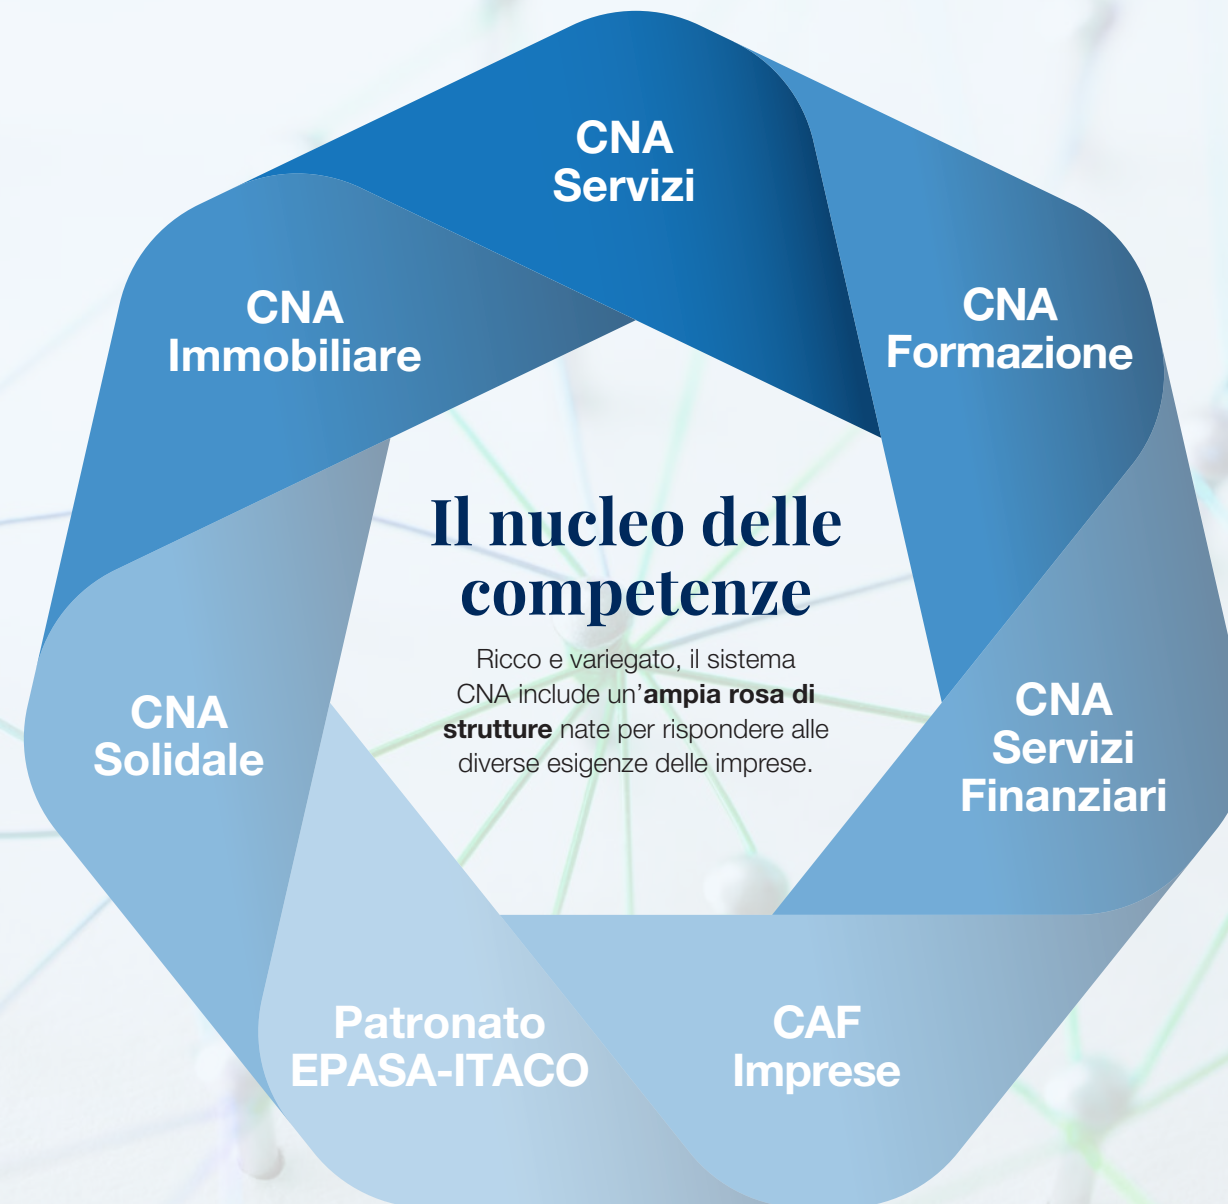 CNA
Servizi
CNA
Formazione
CNA
Immobiliare
Il nucleo delle
competenze
Ricco e variegato, il sistema
CNA include un’ampia rosa di
strutture nate per rispondere alle
diverse esigenze delle imprese.
CNA
Servizi
Finanziari
CNA
Solidale
CAF
Imprese
Patronato
EPASA-ITACO